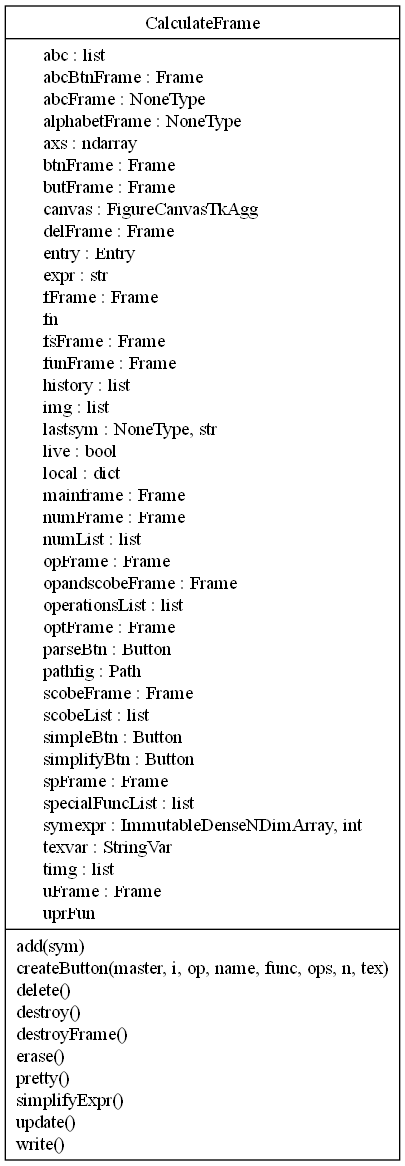 CalculateFrame
abc : list
abcBtnFrame : Frame
abcFrame : NoneType
alphabetFrame : NoneType
axs : ndarray
btnFrame : Frame
butFrame : Frame
canvas : FigureCanvasTkAgg
delFrame : Frame
entry : Entry
expr : str
fFrame : Frame
fn
fsFrame : Frame
funFrame : Frame
history : list
img : list
lastsym : NoneType, str
live : bool
local : dict
mainframe : Frame
numFrame : Frame
numList : list
opFrame : Frame
opandscobeFrame : Frame
operationsList : list
optFrame : Frame
parseBtn : Button
pathfig : Path
scobeFrame : Frame
scobeList : list
simpleBtn : Button
simplifyBtn : Button
spFrame : Frame
specialFuncList : list
symexpr : ImmutableDenseNDimArray, int
texvar : StringVar
timg : list
uFrame : Frame
uprFun
add(sym)
createButton(master, i, op, name, func, ops, n, tex)
delete()
destroy()
destroyFrame()
erase()
pretty()
simplifyExpr()
update()
write()